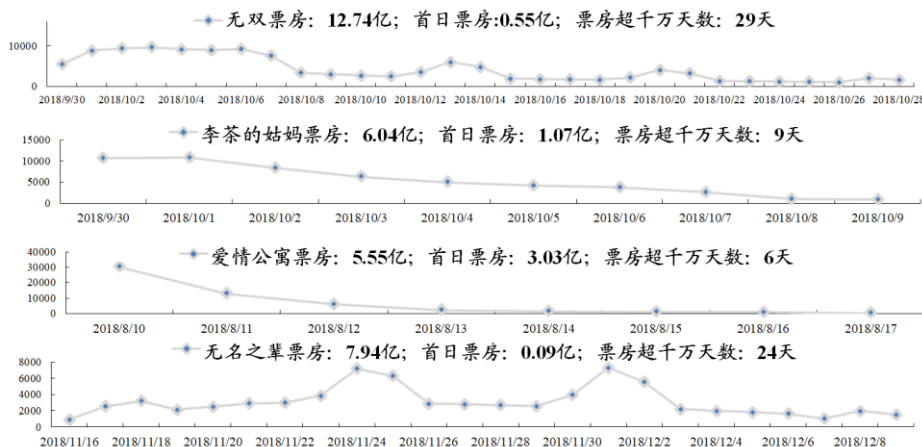 无双票房：12.74亿；首日票房:0.55亿；票房超千万天数：29天
10000
0
2018/9/30 2018/10/2 2018/10/4 2018/10/6 2018/10/8 2018/10/10 2018/10/12 2018/10/14 2018/10/16 2018/10/18 2018/10/20 2018/10/22 2018/10/24 2018/10/26 2018/10/28
15000
李茶的姑妈票房：6.04亿；首日票房：1.07亿；票房超千万天数：9天
10000
5000
0
2018/9/30 2018/10/1 2018/10/2 2018/10/3 2018/10/4 2018/10/5 2018/10/6 2018/10/7 2018/10/8 2018/10/9
40000
爱情公寓票房：5.55亿；首日票房：3.03亿；票房超千万天数：6天
30000
20000
10000
0
2018/8/10 2018/8/11 2018/8/12 2018/8/13 2018/8/14 2018/8/15 2018/8/16 2018/8/17
无名之辈票房：7.94亿；首日票房：0.09亿；票房超千万天数：24天
8000
6000
4000
2000
0
2018/11/16 2018/11/18 2018/11/20 2018/11/22 2018/11/24 2018/11/26 2018/11/28 2018/11/30 2018/12/2 2018/12/4 2018/12/6 2018/12/8